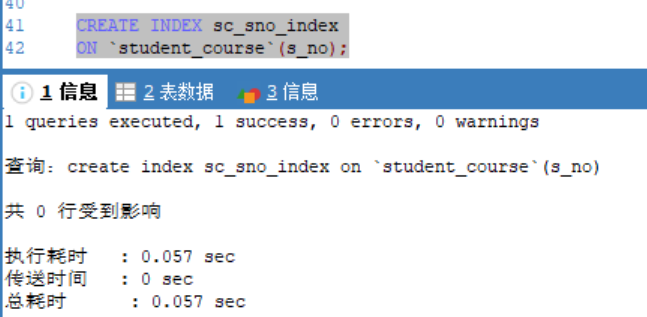 40
41 CREATE INDEX sc_sno_index
42 ON `student_course`(s_no);
1 信息 2 表数据 3 信息
1 queries executed, 1 success, 0 errors, 0 warnings
查询: create index sc_sno_index on `student_course`(s_no)
共 0 行受到影响
执行耗时 : 0.057 sec
传送时间 : 0 sec
总耗时 : 0.057 sec